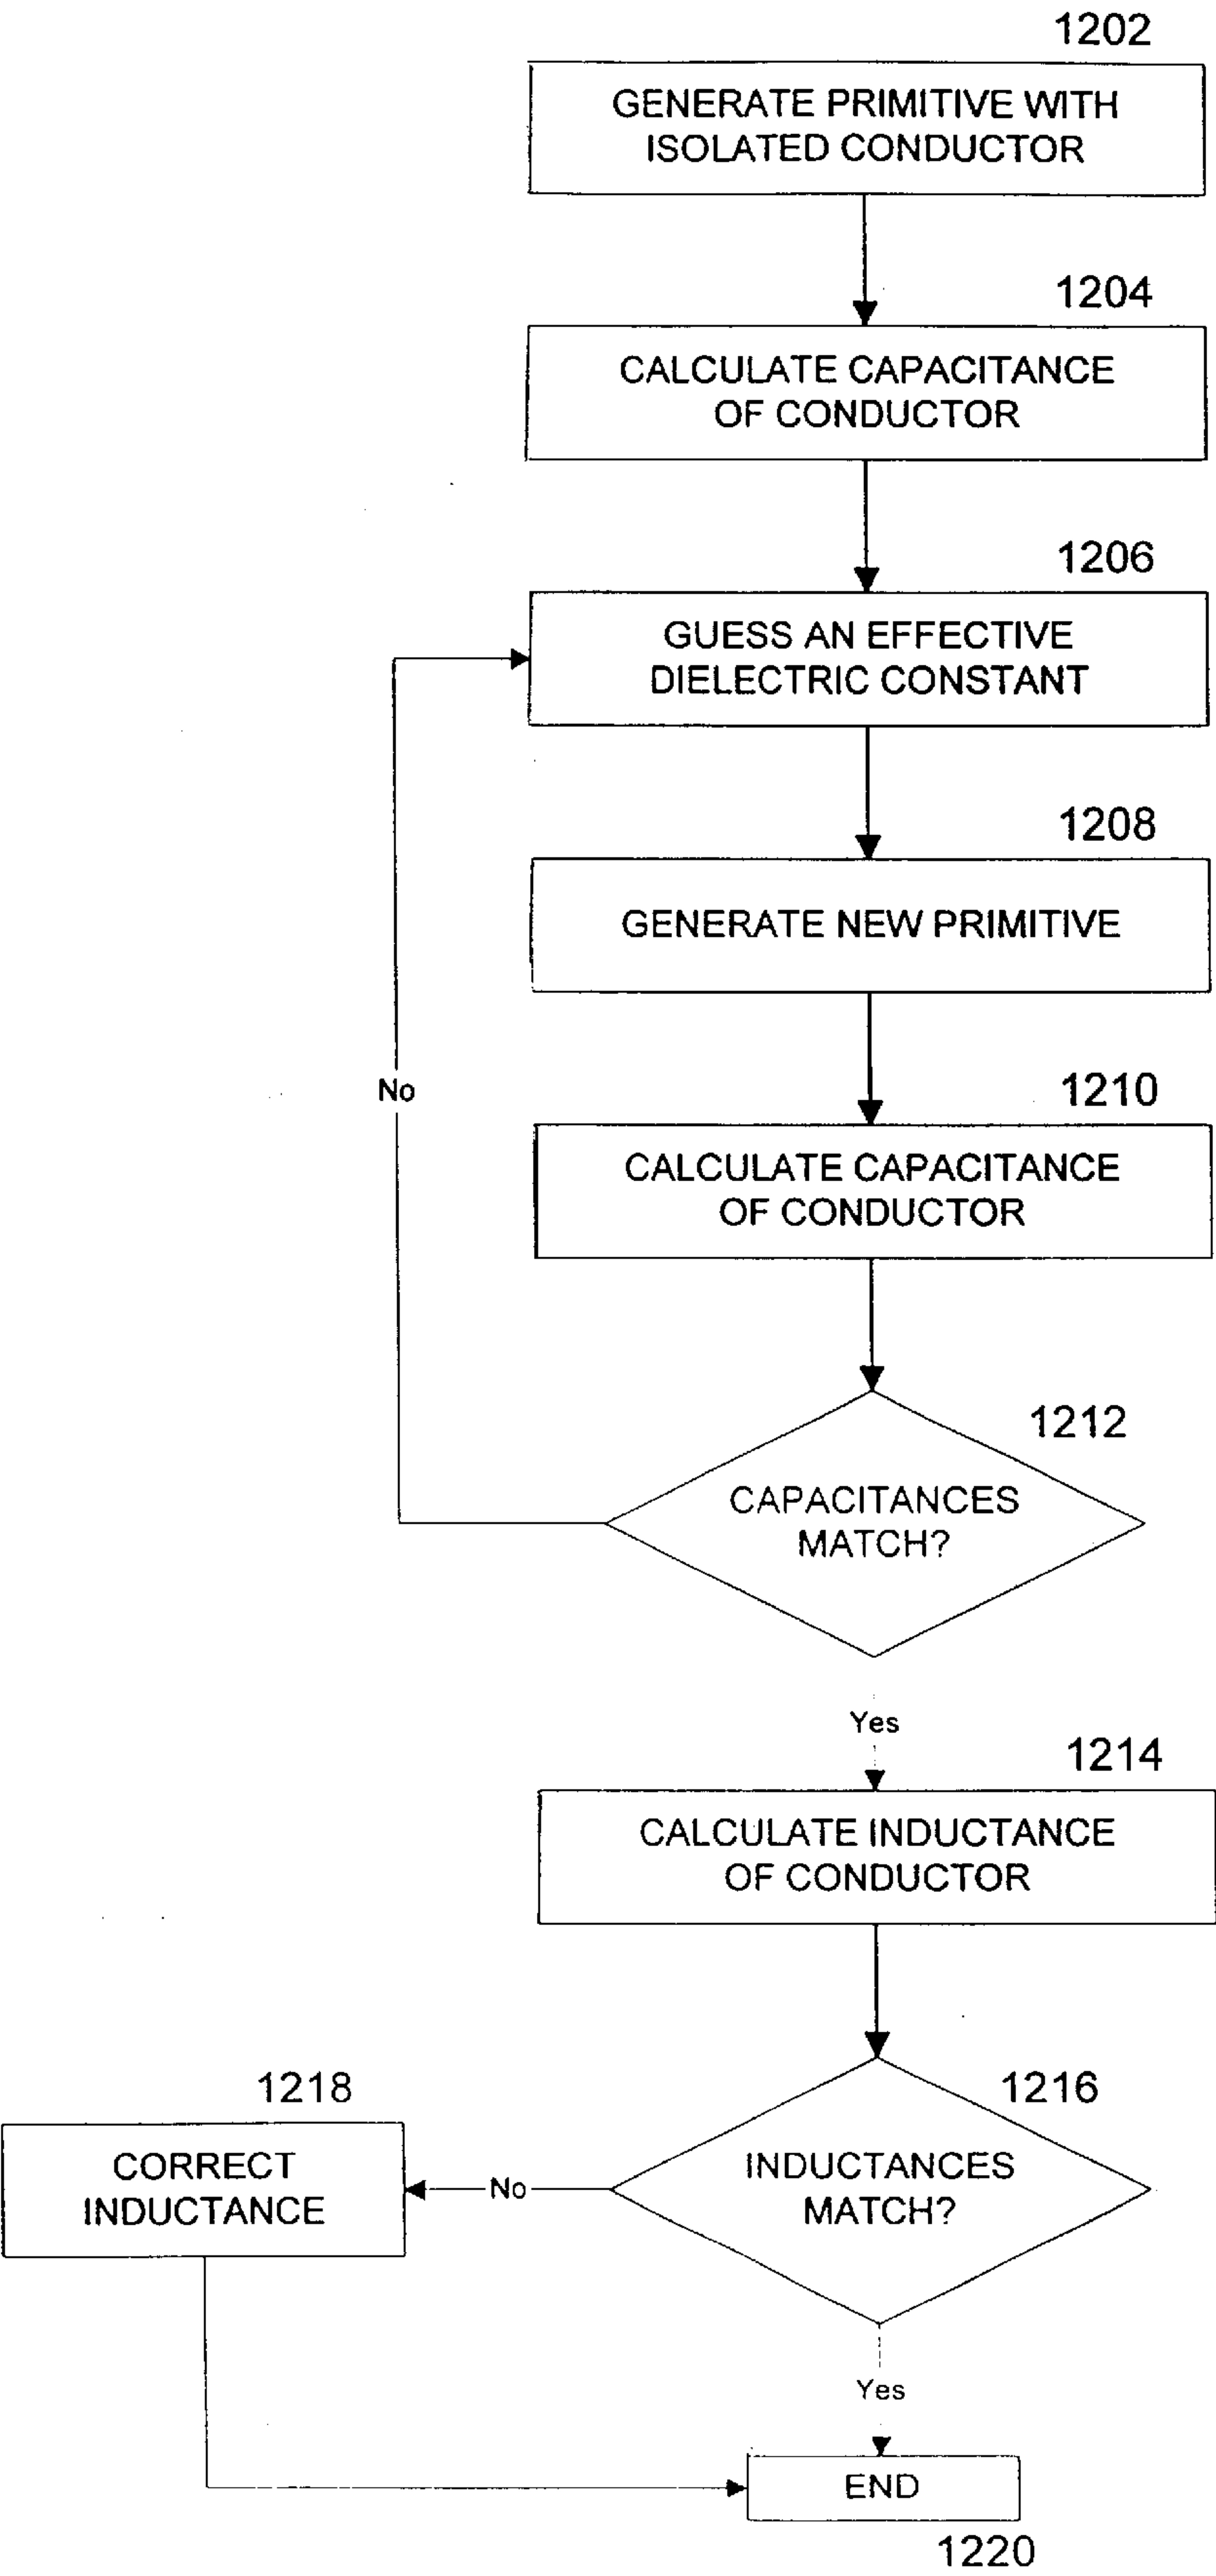 1202
GENERATE PRIMITIVE WITH
ISOLATED CONDUCTOR
1204
CALCULATE CAPACITANCE
OF CONDUCTOR
1206
GUESS AN EFFECTIVE
DIELECTRIC CONSTANT
1208
GENERATE NEW PRIMITIVE
No
1210
CALCULATE CAPACITANCE
OF CONDUCTOR
1212
CAPACITANCES
MATCH?
Yes
1214
CALCULATE INDUCTANCE
OF CONDUCTOR
1216
INDUCTANCES
MATCH?
No
1218
CORRECT
INDUCTANCE
Yes
END
1220